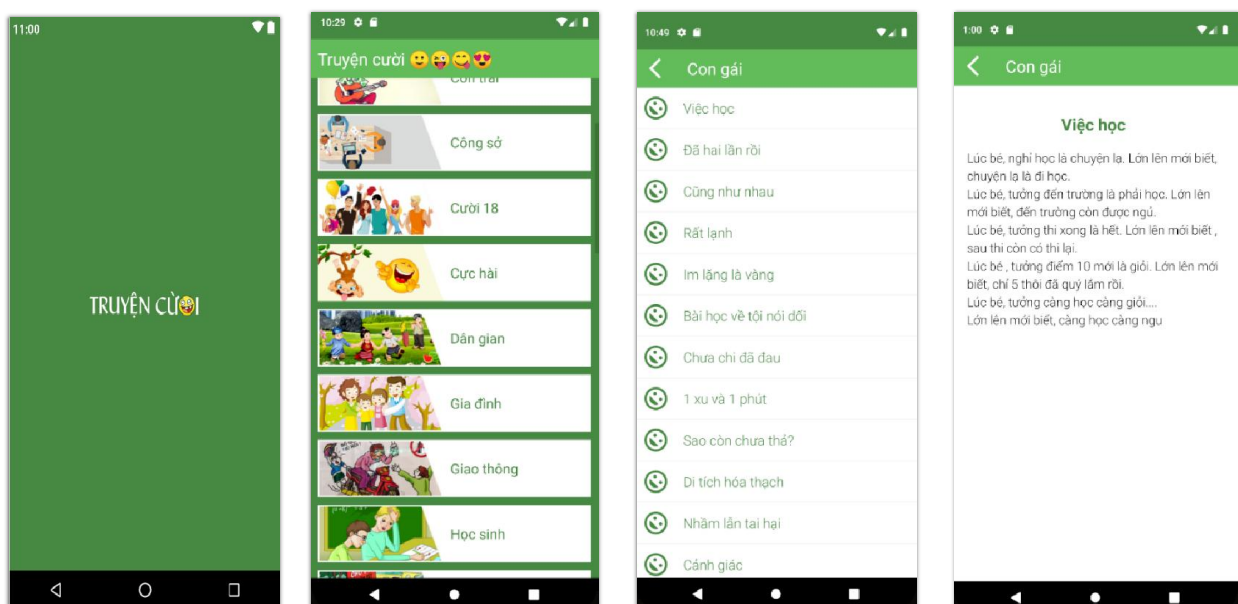 11:00
TRUYỆN CƯỜI
10:29
Truyện cười
Con trai
Công sở
Cười 18
Cực hài
Dân gian
Gia đình
Giao thông
Học sinh
10:49
Con gái
Việc học
Đã hai lần rồi
Cũng như nhau
Rất lạnh
Im lặng là vàng
Bài học về tội nói dối
Chưa chi đã đau
1 xu và 1 phút
Sao còn chưa thả?
Di tích hóa thạch
Nhầm lẫn tai hại
Cảnh giác
1:00
Con gái
Việc học
Lúc bé, nghỉ học là chuyện lạ. Lớn lên mới biết,
chuyện lạ là đi học.
Lúc bé, tưởng đến trường là phải học. Lớn lên
mới biết, đến trường còn được ngủ.
Lúc bé, tưởng thi xong là hết. Lớn lên mới biết ,
sau thi còn có thi lại.
Lúc bé , tưởng điểm 10 mới là giỏi. Lớn lên mới
biết, chỉ 5 thôi đã quý lắm rồi.
Lúc bé, tưởng càng học càng giỏi....
Lớn lên mới biết, càng học càng ngu